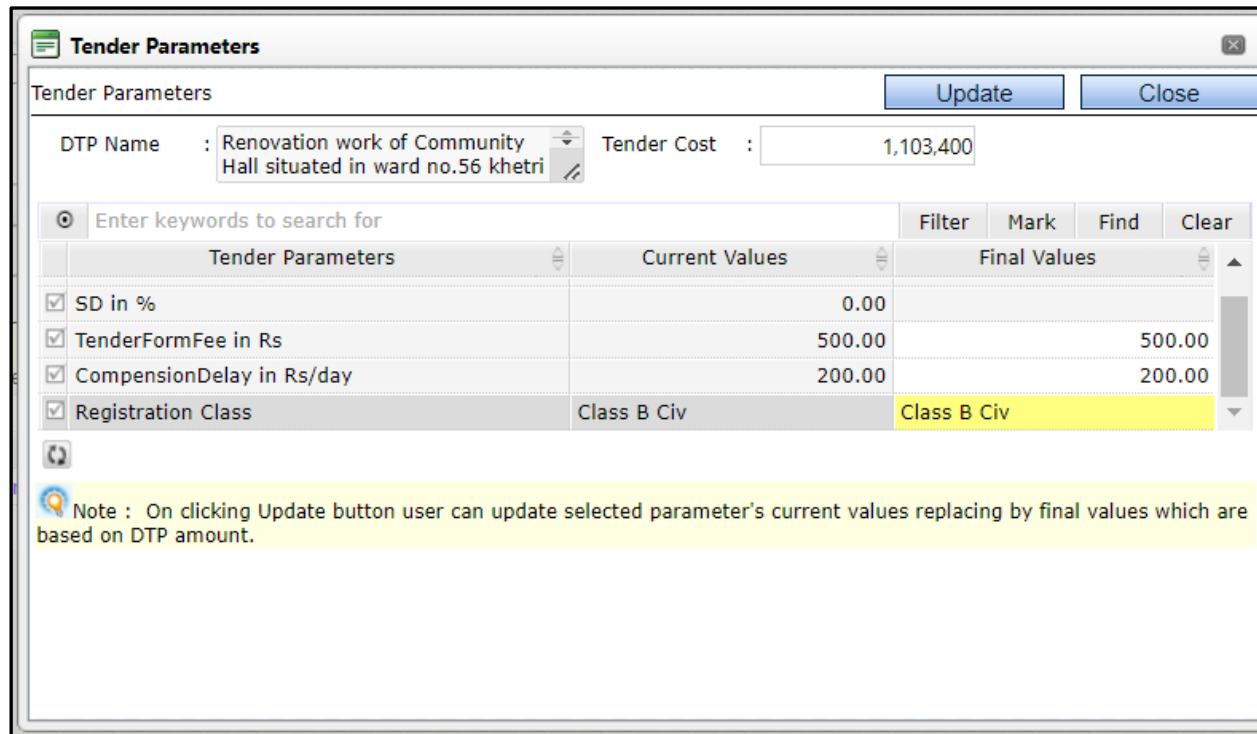 Tender Parameters
Tender Parameters Update Close
DTP Name : Renovation work of Community Tender Cost : 1,103,400
Hall situated in ward no.56 khetri
Enter keywords to search for Filter Mark Find Clear
Tender Parameters Current Values Final Values
SD in % 0.00
TenderFormFee in Rs 500.00 500.00
CompensionDelay in Rs/day 200.00 200.00
Registration Class Class B Civ Class B Civ
Note : On clicking Update button user can update selected parameter's current values replacing by final values which are
based on DTP amount.